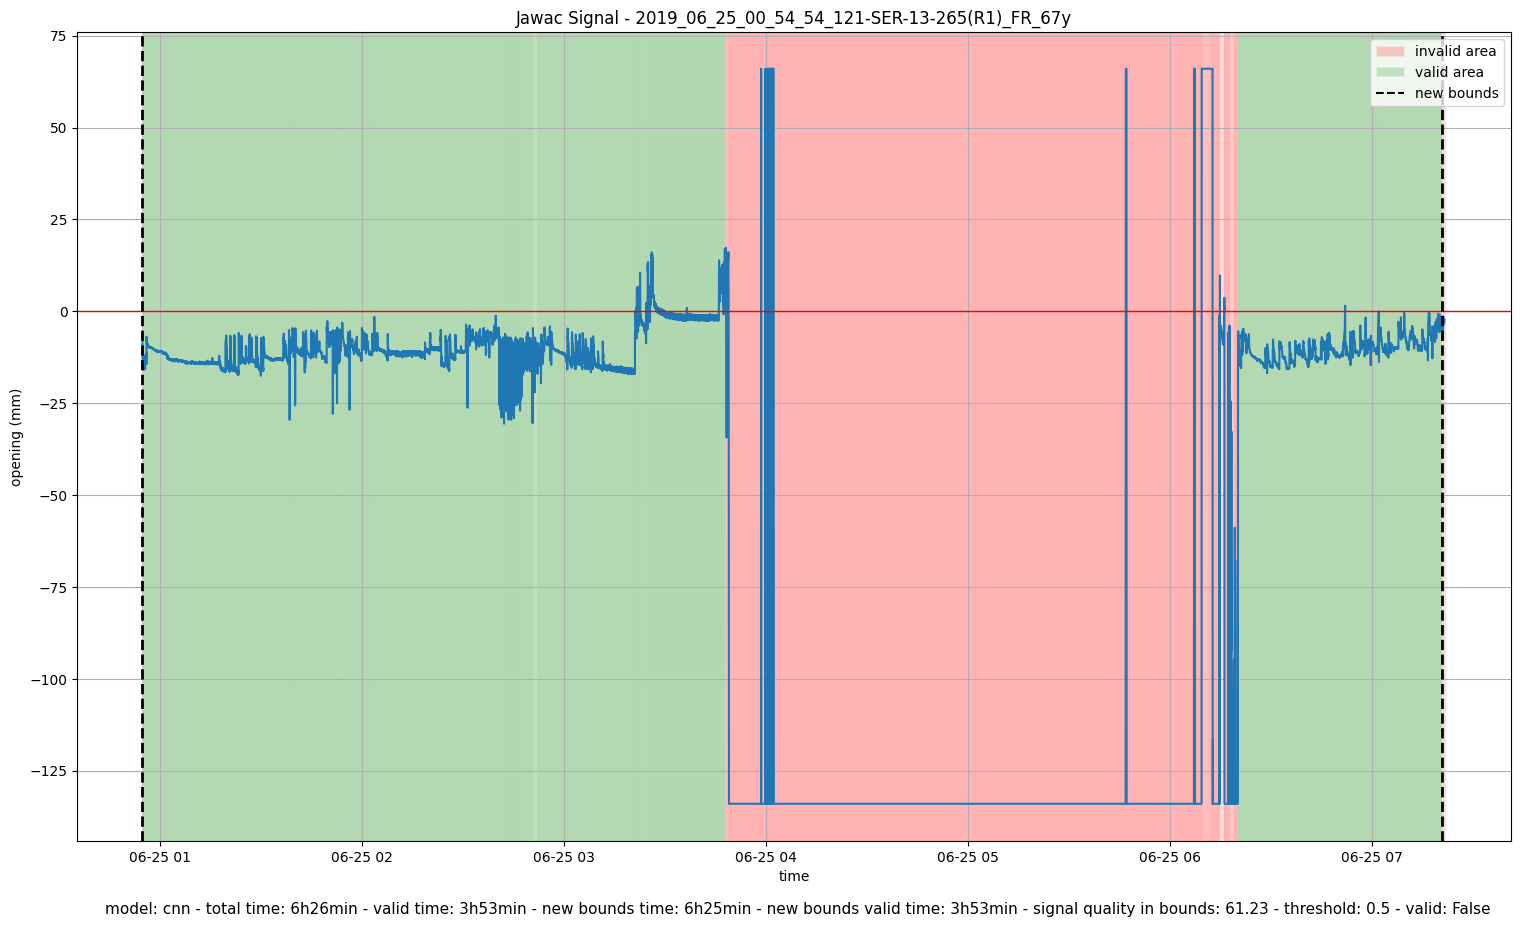 Jawac Signal - 2019_06_25_00_54_54_121-SER-13-265(R1)_FR_67y
invalid area
valid area
new bounds
75
50
25
0
−25
−50
−75
−100
−125
opening (mm)
06-25 01
06-25 02
06-25 03
06-25 04
06-25 05
06-25 06
06-25 07
time
model: cnn - total time: 6h26min - valid time: 3h53min - new bounds time: 6h25min - new bounds valid time: 3h53min - signal quality in bounds: 61.23 - threshold: 0.5 - valid: False